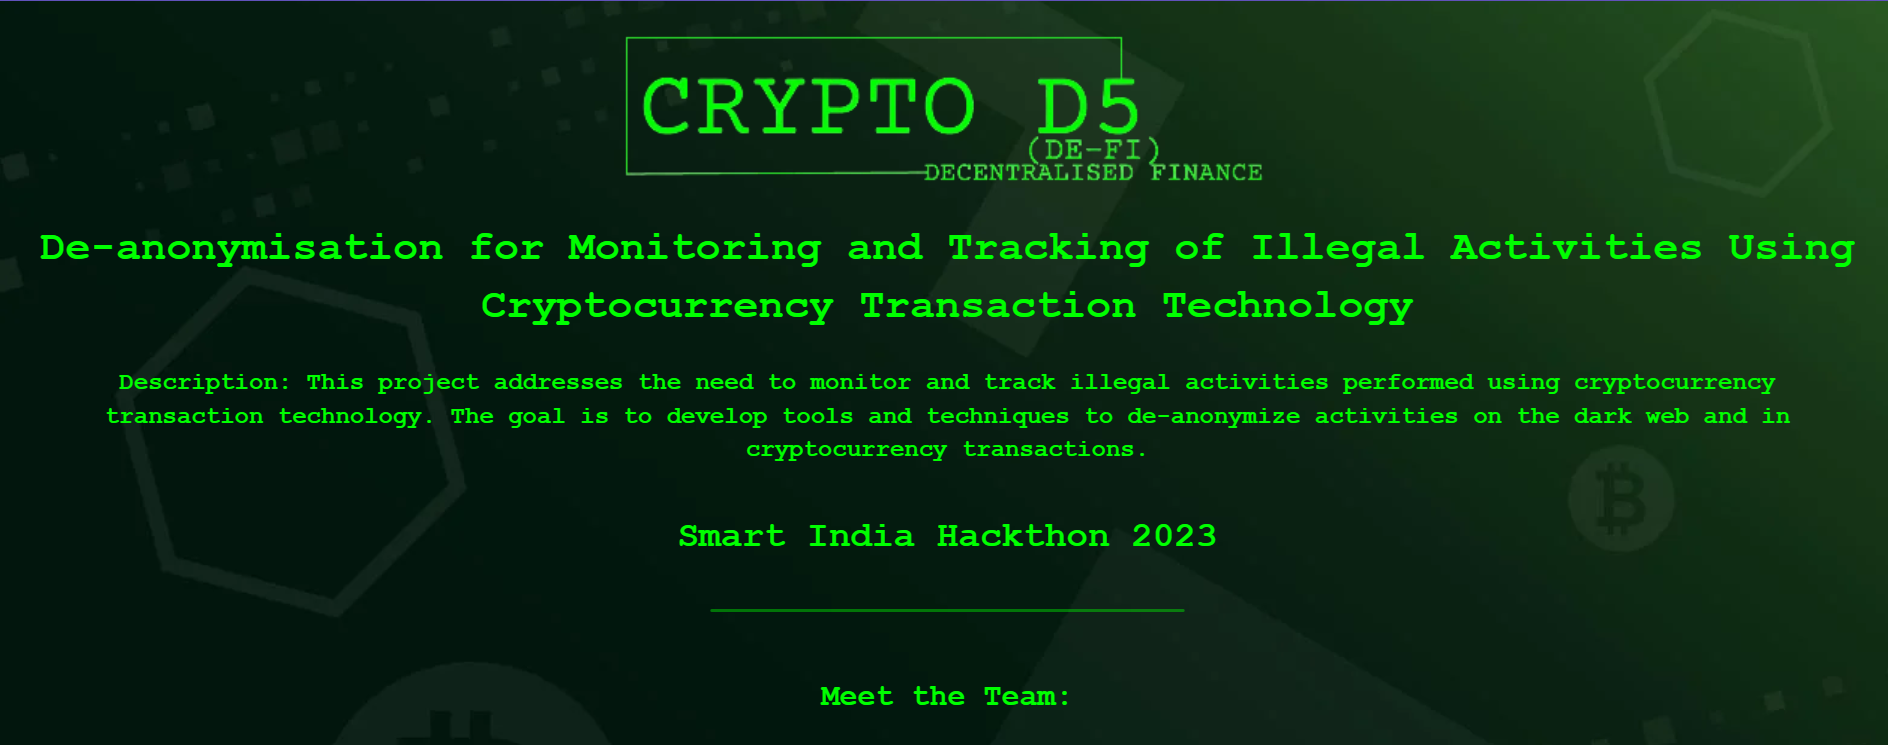 CRYPTO D5
(DE-FI)
DECENTRALISED FINANCE
De-anonymisation for Monitoring and Tracking of Illegal Activities Using
Cryptocurrency Transaction Technology
Description: This project addresses the need to monitor and track illegal activities performed using cryptocurrency
transaction technology. The goal is to develop tools and techniques to de-anonymize activities on the dark web and in
cryptocurrency transactions.
Smart India Hackthon 2023
Meet the Team: